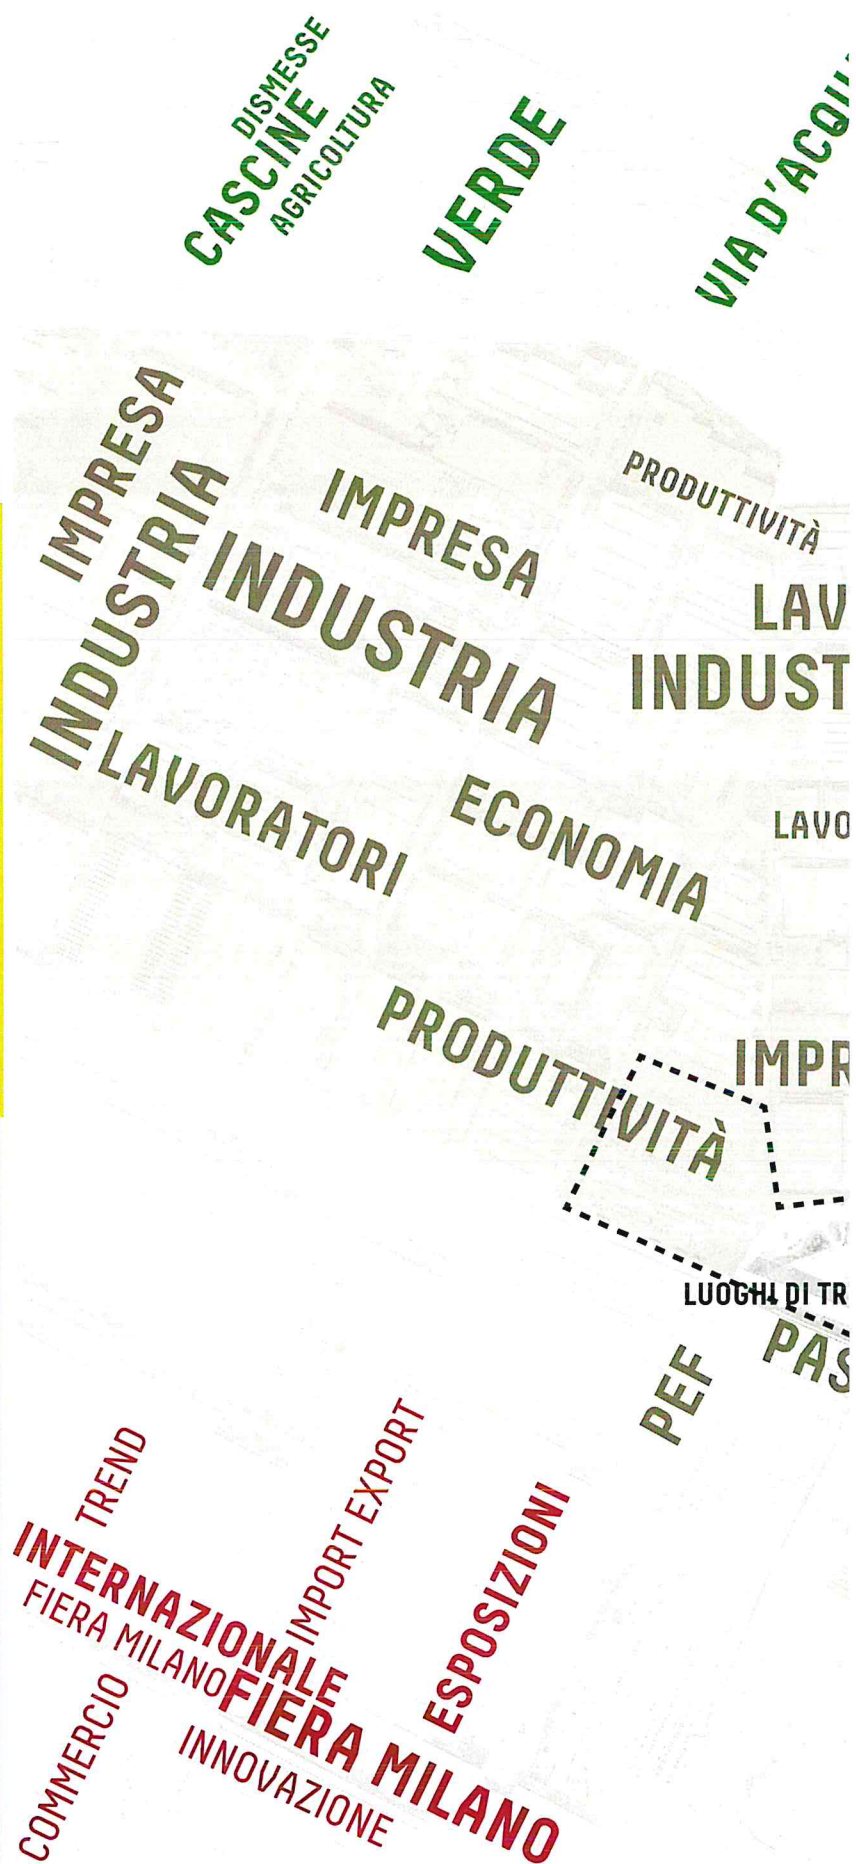 DISMESSE
CASCINE
AGRICOLTURA
VERDE
VIA D'ACQU
IMPRESA
INDUSTRIA
IMPRESA
INDUSTRIA
PRODUTTIVITÀ
LAV
INDUST
LAVORATORI
ECONOMIA
LAVO
PRODUTTIVITÀ
IMPR
LUOGHI DI TR
PAS
PEF
TREND
IMPORT EXPORT
ESPOSIZIONI
INTERNAZIONALE
FIERA MILANO
FIERA MILANO
COMMERCIO
INNOVAZIONE